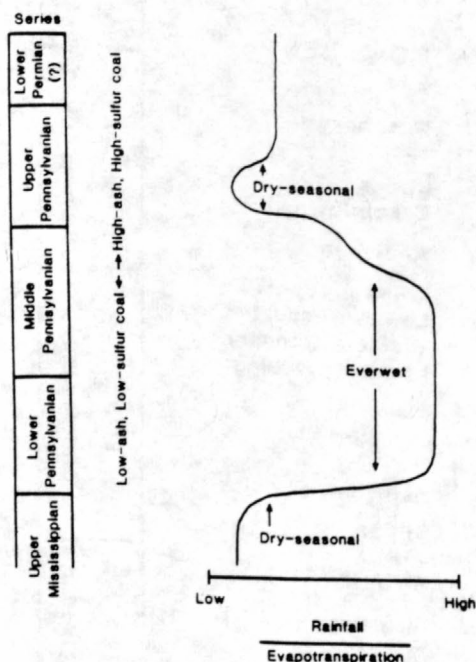 Series
Lower
Permian
(?)
Upper
Pennsylvanian
Middle
Pennsylvanian
Lower
Pennsylvanian
Upper
Mississippian
Low-ash, Low-sulfur coal ←→ High-ash, High-sulfur coal
Dry-seasonal
Everwet
Dry-seasonal
Low
High
Rainfall
Evapotranspiration